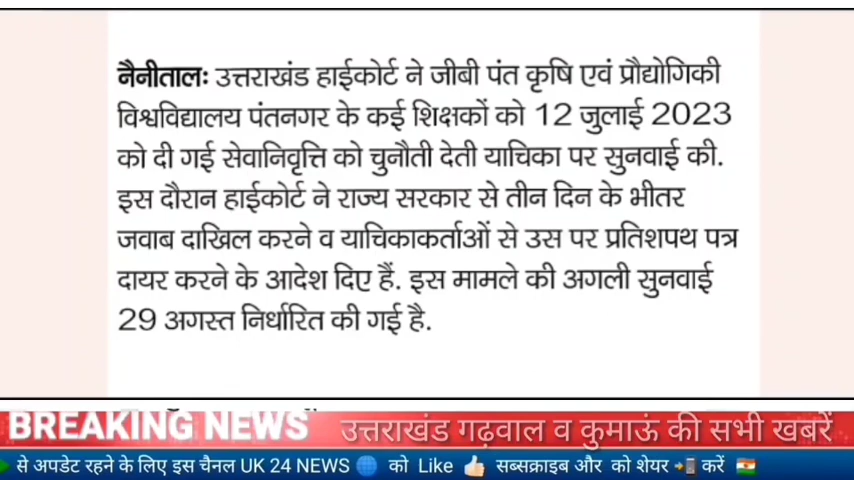 नैनीतालः उत्तराखंड हाईकोर्ट ने जीबी पंत कृषि एवं प्रौद्योगिकी
विश्वविद्यालय पंतनगर के कई शिक्षकों को 12 जुलाई 2023
को दी गई सेवानिवृत्ति को चुनौती देती याचिका पर सुनवाई की.
इस दौरान हाईकोर्ट ने राज्य सरकार से तीन दिन के भीतर
जवाब दाखिल करने व याचिकाकर्ताओं से उस पर प्रतिशपथ पत्र
दायर करने के आदेश दिए हैं. इस मामले की अगली सुनवाई
29 अगस्त निर्धारित की गई है.
BREAKING NEWS उत्तराखंड गढ़वाल व कुमाऊं की सभी खबरें
से अपडेट रहने के लिए इस चैनल UK 24 NEWS 🌐 को Like 👍🏻 सब्सक्राइब और को शेयर 📲 करें 🇮🇳